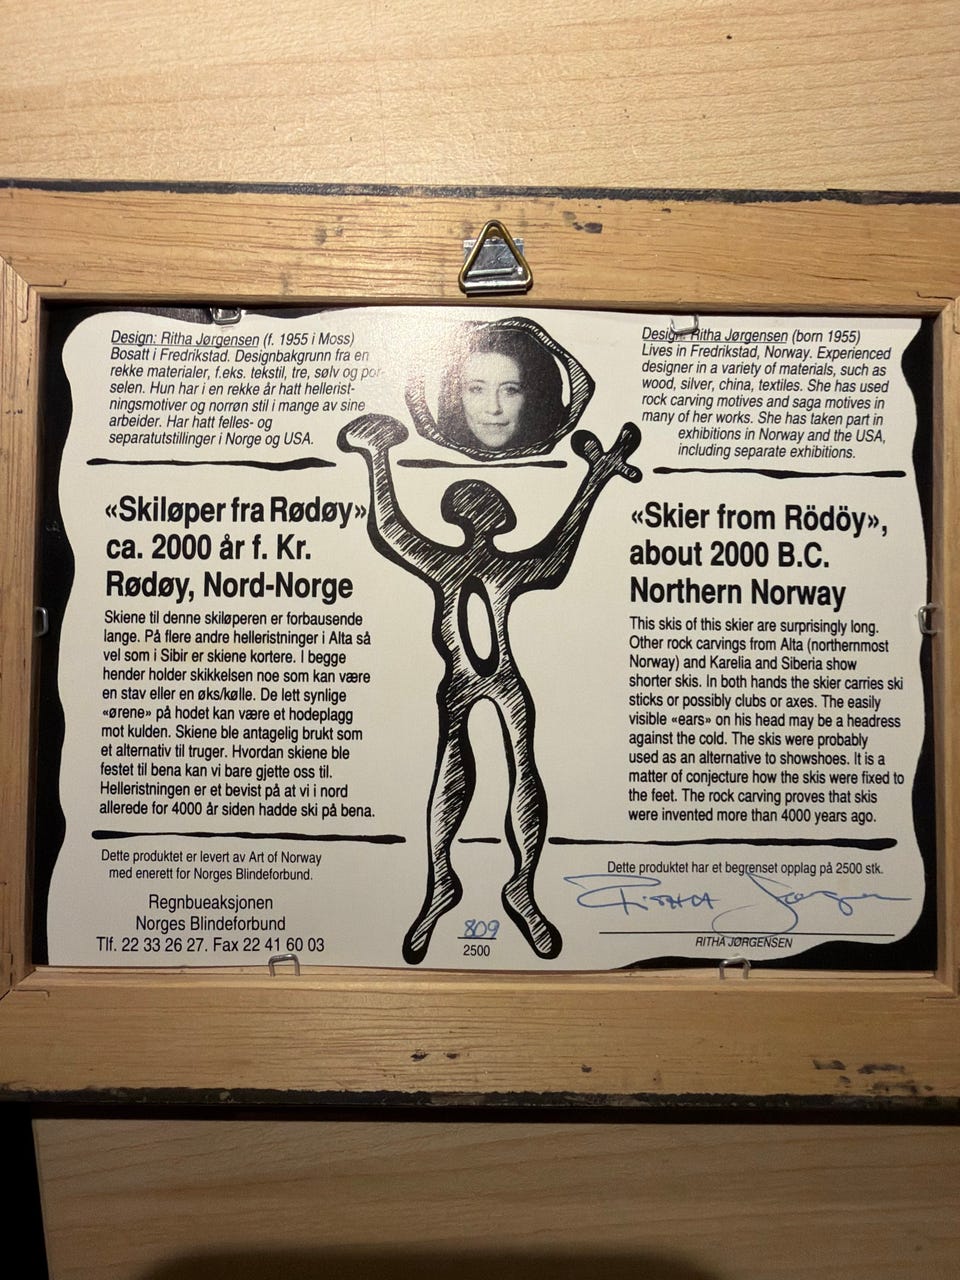 Design: Ritha Jørgensen (f. 1955 i Moss)
Bosatt i Fredrikstad. Designbakgrunn fra en
rekke materialer, f.eks. tekstil, tre, sølv og por-
selen. Hun har i en rekke år hatt hellerist-
ningsmotiver og norrøn stil i mange av sine
arbeider. Har hatt felles- og
separatutstillinger i Norge og USA.
«Skiløper fra Rødøy»
ca. 2000 år f. Kr.
Rødøy, Nord-Norge
Skiene til denne skiløperen er forbausende
lange. På flere andre helleristninger i Alta så
vel som i Sibir er skiene kortere. I begge
hender holder skikkelsen noe som kan være
en stav eller en øks/kølle. De lett synlige
«ørene» på hodet kan være et hodeplagg
mot kulden. Skiene ble antagelig brukt som
et alternativ til truger. Hvordan skiene ble
festet til bena kan vi bare gjette oss til.
Helleristningen er et bevist på at vi i nord
allerede for 4000 år siden hadde ski på bena.
Dette produktet er levert av Art of Norway
med enerett for Norges Blindeforbund.
Regnbueaksjonen
Norges Blindeforbund
Tlf. 22 33 26 27. Fax 22 41 60 03
809
2500
Design: Ritha Jørgensen (born 1955)
Lives in Fredrikstad, Norway. Experienced
designer in a variety of materials, such as
wood, silver, china, textiles. She has used
rock carving motives and saga motives in
many of her works. She has taken part in
exhibitions in Norway and the USA,
including separate exhibitions.
«Skier from Rödöy»,
about 2000 B.C.
Northern Norway
This skis of this skier are surprisingly long.
Other rock carvings from Alta (northernmost
Norway) and Karelia and Siberia show
shorter skis. In both hands the skier carries ski
sticks or possibly clubs or axes. The easily
visible «ears» on his head may be a headress
against the cold. The skis were probably
used as an alternative to showshoes. It is a
matter of conjecture how the skis were fixed to
the feet. The rock carving proves that skis
were invented more than 4000 years ago.
Dette produktet har et begrenset opplag på 2500 stk.
Ritha Jørgensen
RITHA JØRGENSEN